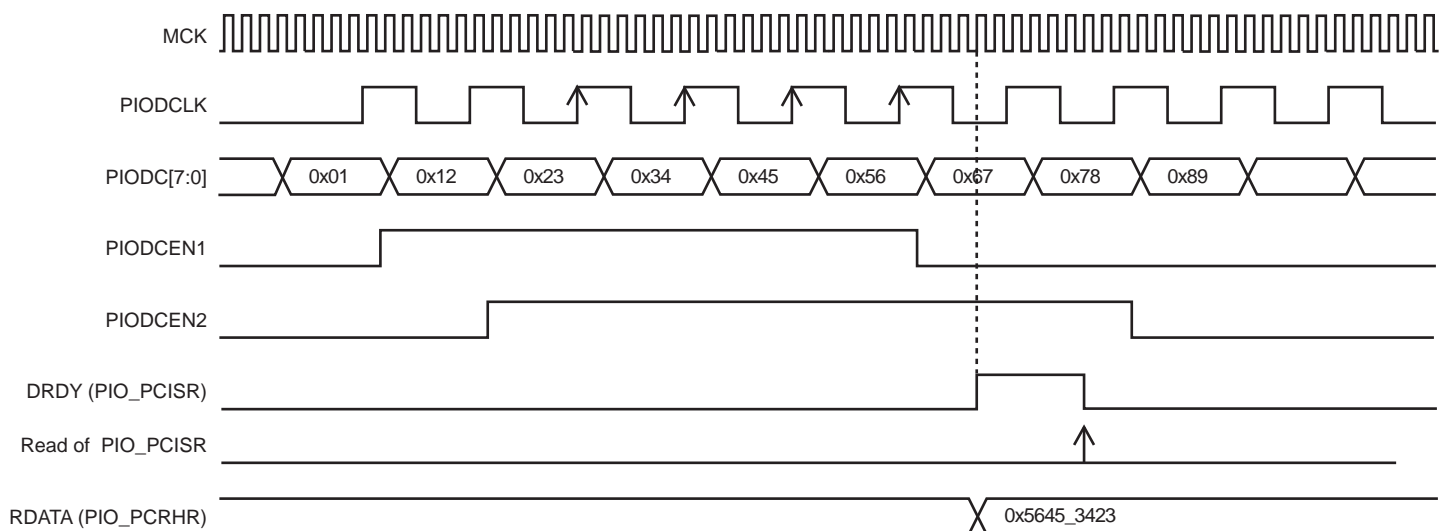 MCK
PIODCLK
PIODC[7:0] 0x01 0x12 0x23 0x34 0x45 0x56 0x67 0x78 0x89
PIODCEN1
PIODCEN2
DRDY (PIO_PCISR)
Read of PIO_PCISR
RDATA (PIO_PCRHR) 0x5645_3423